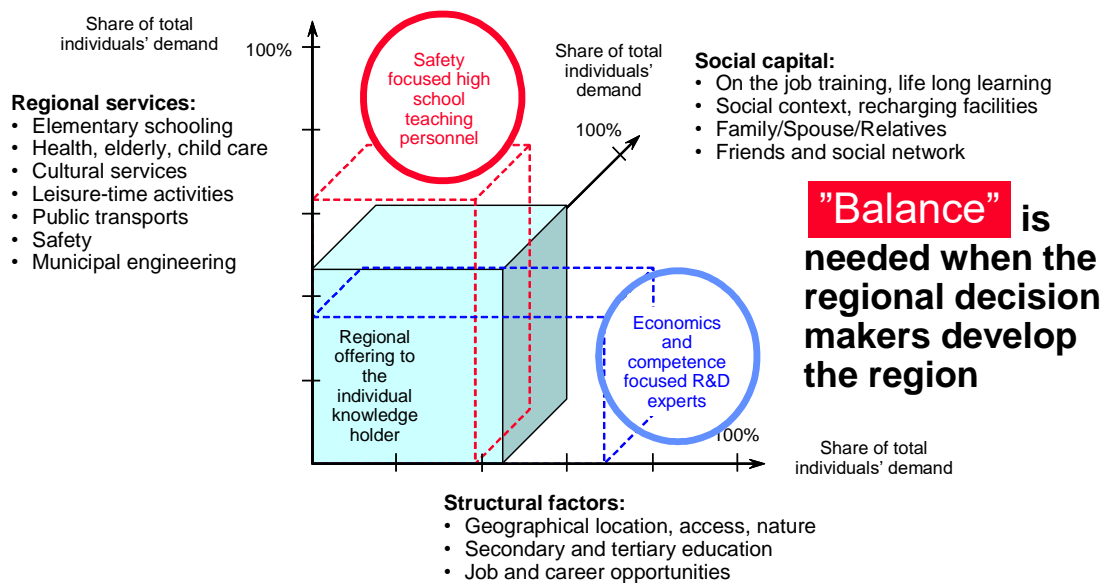 Share of total
individuals' demand
100%
Regional services:
• Elementary schooling
• Health, elderly, child care
• Cultural services
• Leisure-time activities
• Public transports
• Safety
• Municipal engineering
Safety
focused high
school
teaching
personnel
Share of total
individuals'
demand
100%
Social capital:
• On the job training, life long learning
• Social context, recharging facilities
• Family/Spouse/Relatives
• Friends and social network
"Balance" is
needed when the
regional decision
makers develop
the region
Regional
offering to
the
individual
knowledge
holder
Economics
and
competence
focused R&D
experts
100%
Share of total
individuals' demand
Structural factors:
• Geographical location, access, nature
• Secondary and tertiary education
• Job and career opportunities